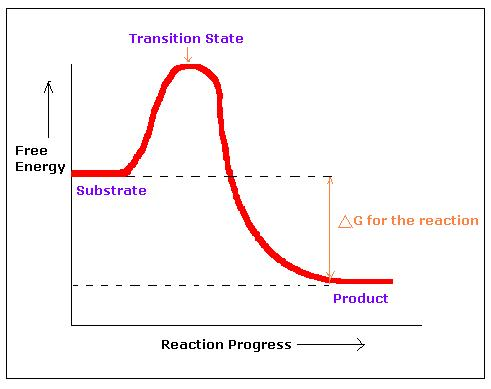 Transition State
Free
Energy
Substrate
△G for the reaction
Product
Reaction Progress